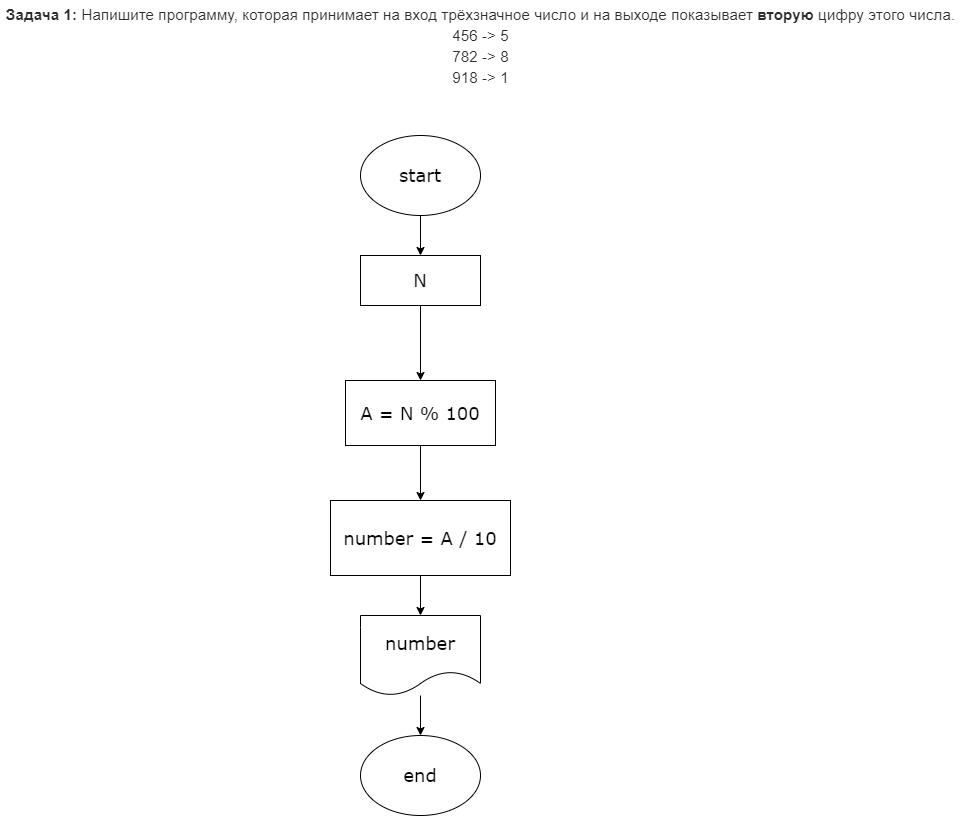 Задача 1: Напишите программу, которая принимает на вход трёхзначное число и на выходе показывает вторую цифру этого числа.
456 -> 5
782 -> 8
918 -> 1
start
N
A = N % 100
number = A / 10
number
end